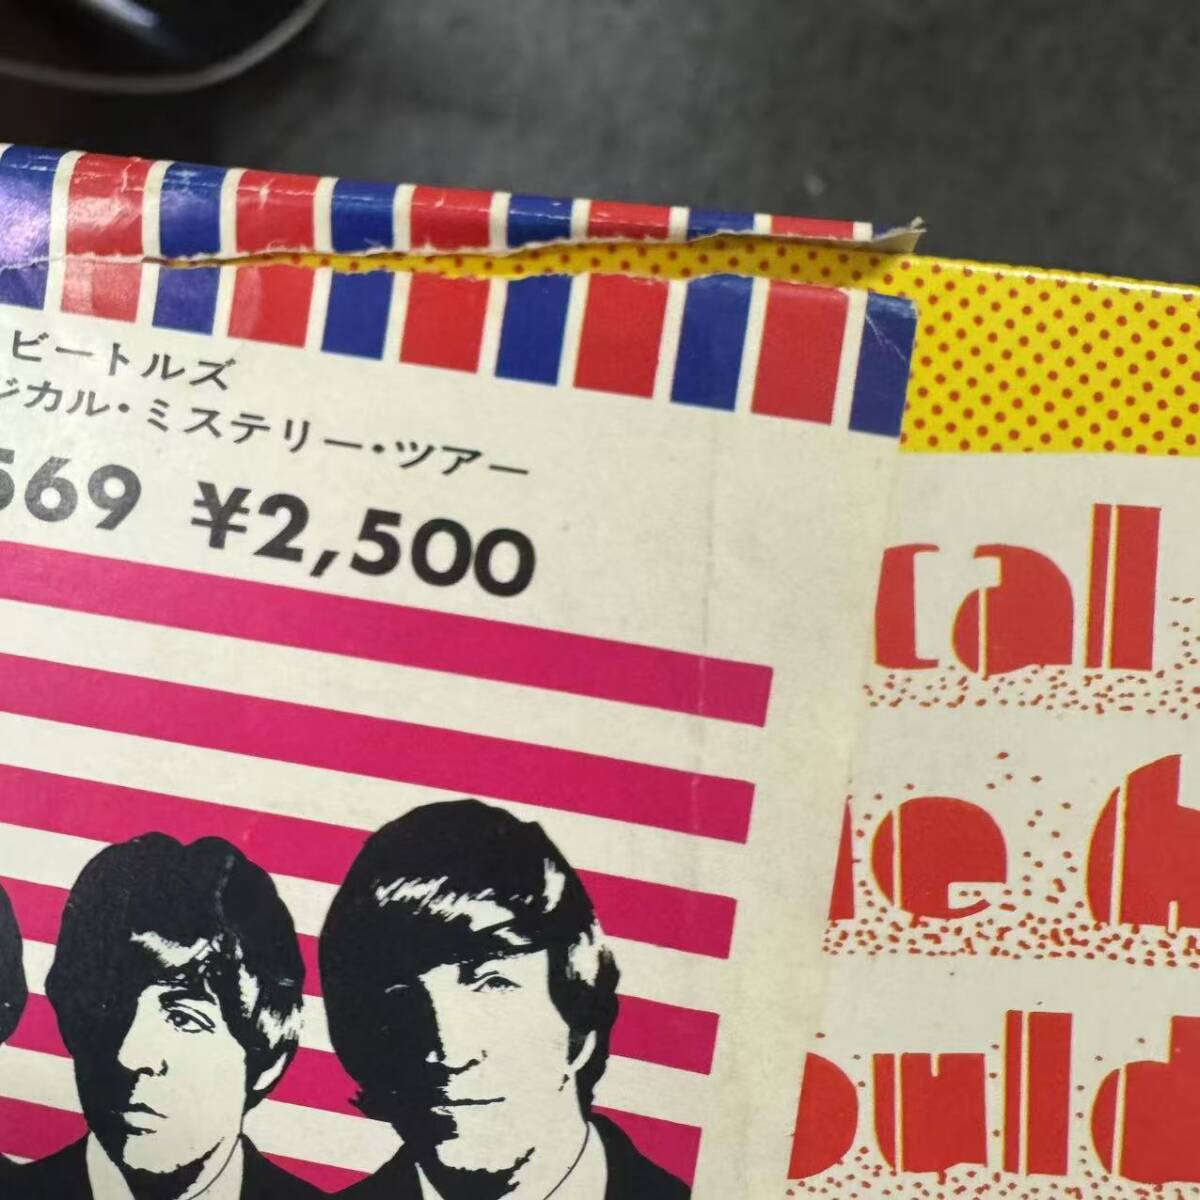 ビートルズ
ジカル・ミステリー・ツアー
569 ¥2,500
cal
e
ould